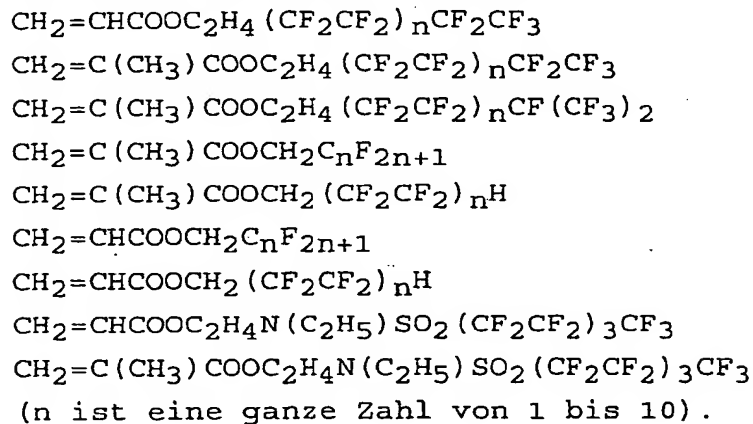 CH2=CHCOOC2H4(CF2CF2)nCF2CF3
CH2=C(CH3)COOC2H4(CF2CF2)nCF2CF3
CH2=C(CH3)COOC2H4(CF2CF2)nCF(CF3)2
CH2=C(CH3)COOCH2CnF2n+1
CH2=C(CH3)COOCH2(CF2CF2)nH
CH2=CHCOOCH2CnF2n+1
CH2=CHCOOCH2(CF2CF2)nH
CH2=CHCOOC2H4N(C2H5)SO2(CF2CF2)3CF3
CH2=C(CH3)COOC2H4N(C2H5)SO2(CF2CF2)3CF3
(n ist eine ganze Zahl von 1 bis 10).